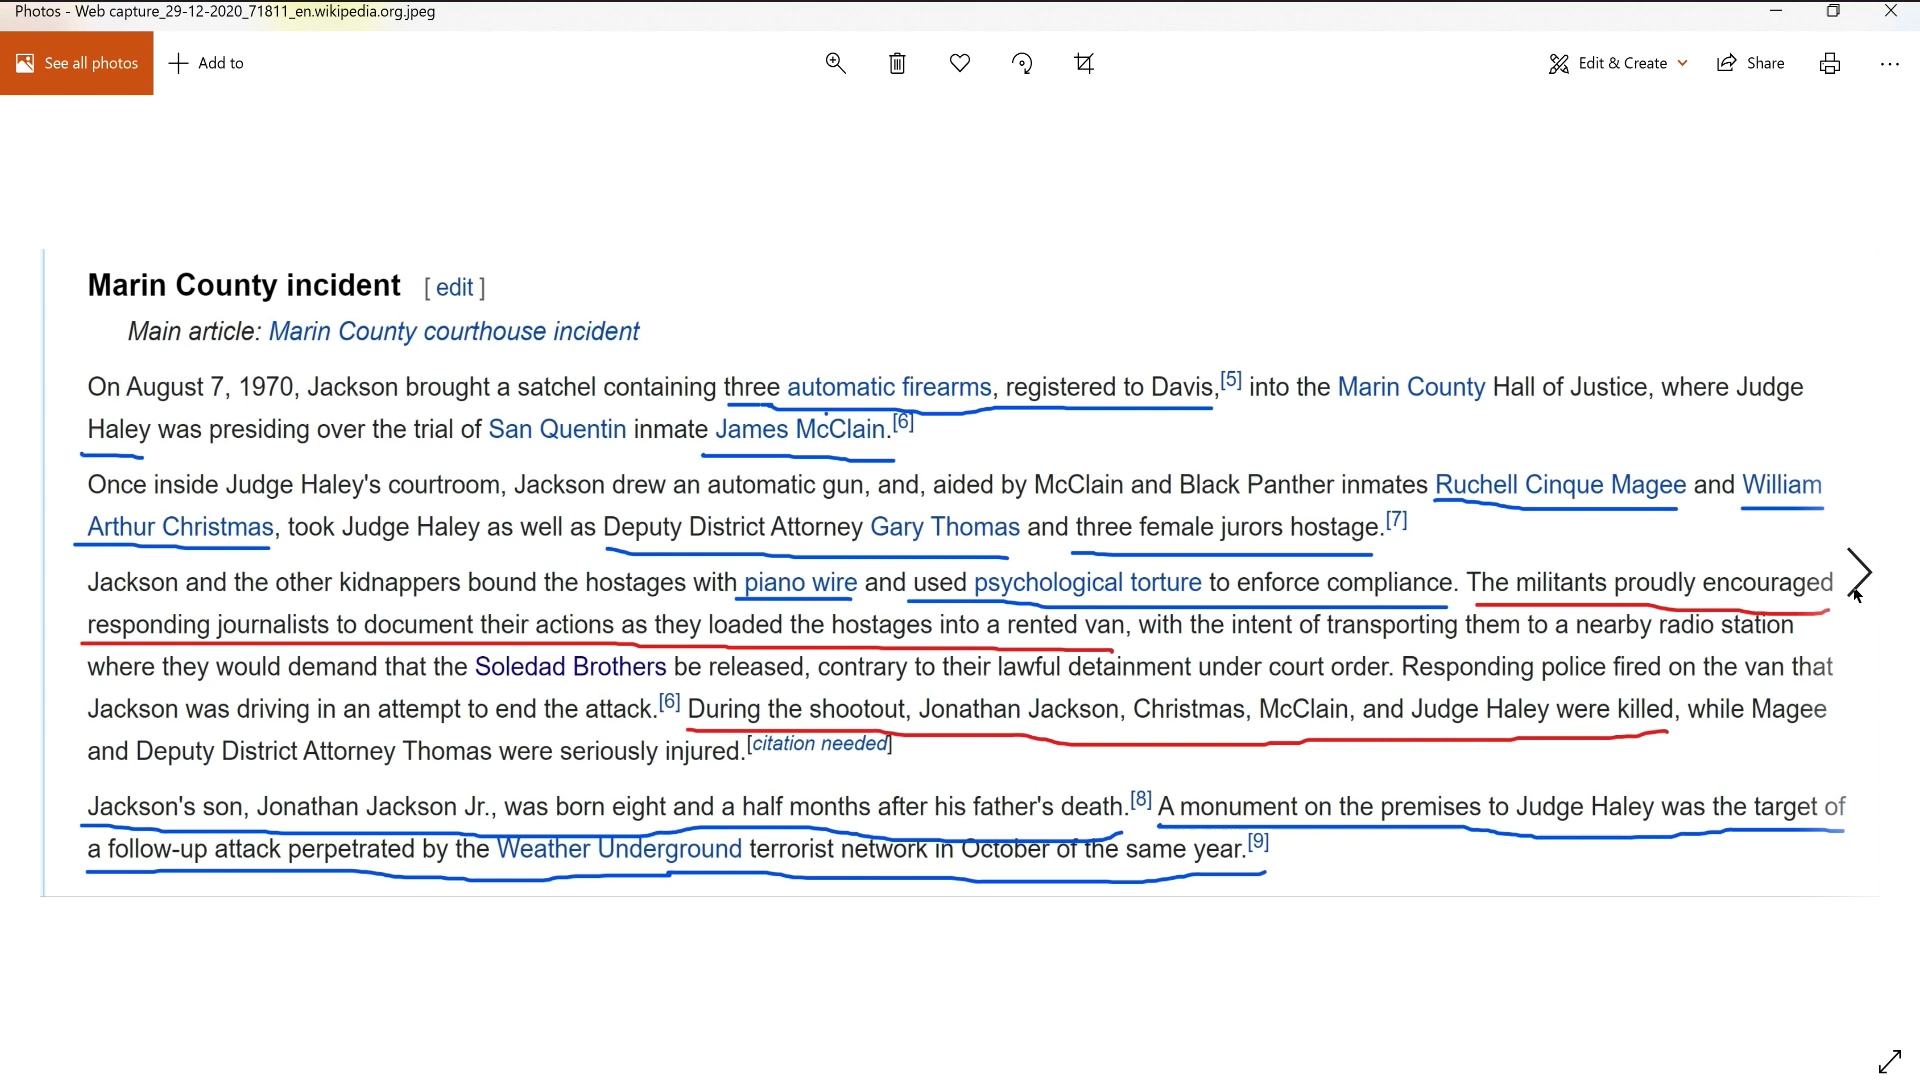 Photos - Web capture_29-12-2020_71811_en.wikipedia.org.jpeg
See all photos
Add to
Edit & Create
Share
Marin County incident [ edit ]
Main article: Marin County courthouse incident
On August 7, 1970, Jackson brought a satchel containing three automatic firearms, registered to Davis,[5] into the Marin County Hall of Justice, where Judge
Haley was presiding over the trial of San Quentin inmate James McClain.[6]
Once inside Judge Haley's courtroom, Jackson drew an automatic gun, and, aided by McClain and Black Panther inmates Ruchell Cinque Magee and William
Arthur Christmas, took Judge Haley as well as Deputy District Attorney Gary Thomas and three female jurors hostage.[7]
Jackson and the other kidnappers bound the hostages with piano wire and used psychological torture to enforce compliance. The militants proudly encouraged
responding journalists to document their actions as they loaded the hostages into a rented van, with the intent of transporting them to a nearby radio station
where they would demand that the Soledad Brothers be released, contrary to their lawful detainment under court order. Responding police fired on the van that
Jackson was driving in an attempt to end the attack.[6] During the shootout, Jonathan Jackson, Christmas, McClain, and Judge Haley were killed, while Magee
and Deputy District Attorney Thomas were seriously injured.[citation needed]
Jackson's son, Jonathan Jackson Jr., was born eight and a half months after his father's death.[8] A monument on the premises to Judge Haley was the target of
a follow-up attack perpetrated by the Weather Underground terrorist network in October of the same year.[9]